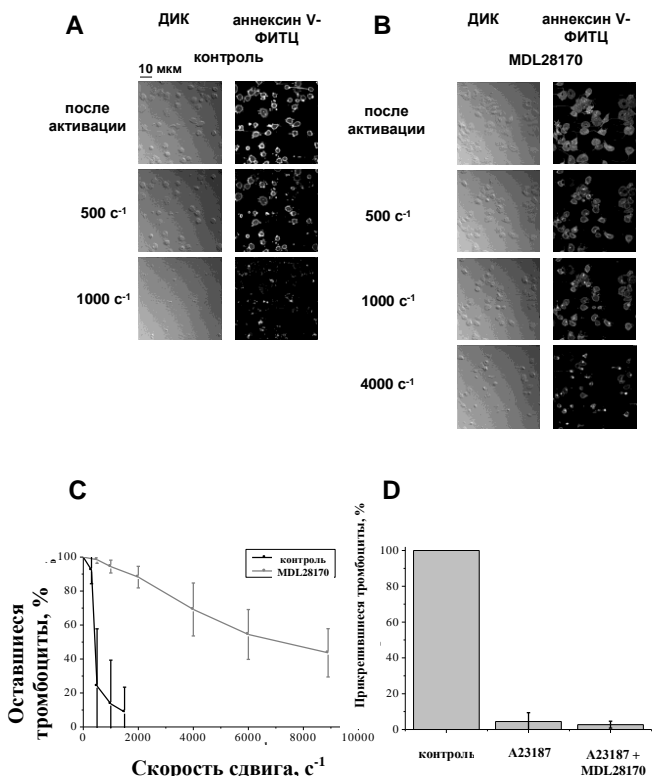 A
ДИК
аннексин V-
ФИТЦ
контроль
10 мкм
после
активации
500 с⁻¹
1000 с⁻¹
B
ДИК
аннексин V-
ФИТЦ
MDL28170
после
активации
500 с⁻¹
1000 с⁻¹
4000 с⁻¹
C
Оставшиеся
тромбоциты, %
100
80
60
40
20
0
контроль
MDL28170
0
2000
4000
6000
8000
10000
Скорость сдвига, с⁻¹
D
Прикрепившиеся тромбоциты, %
100
80
60
40
20
0
контроль
A23187
A23187 +
MDL28170